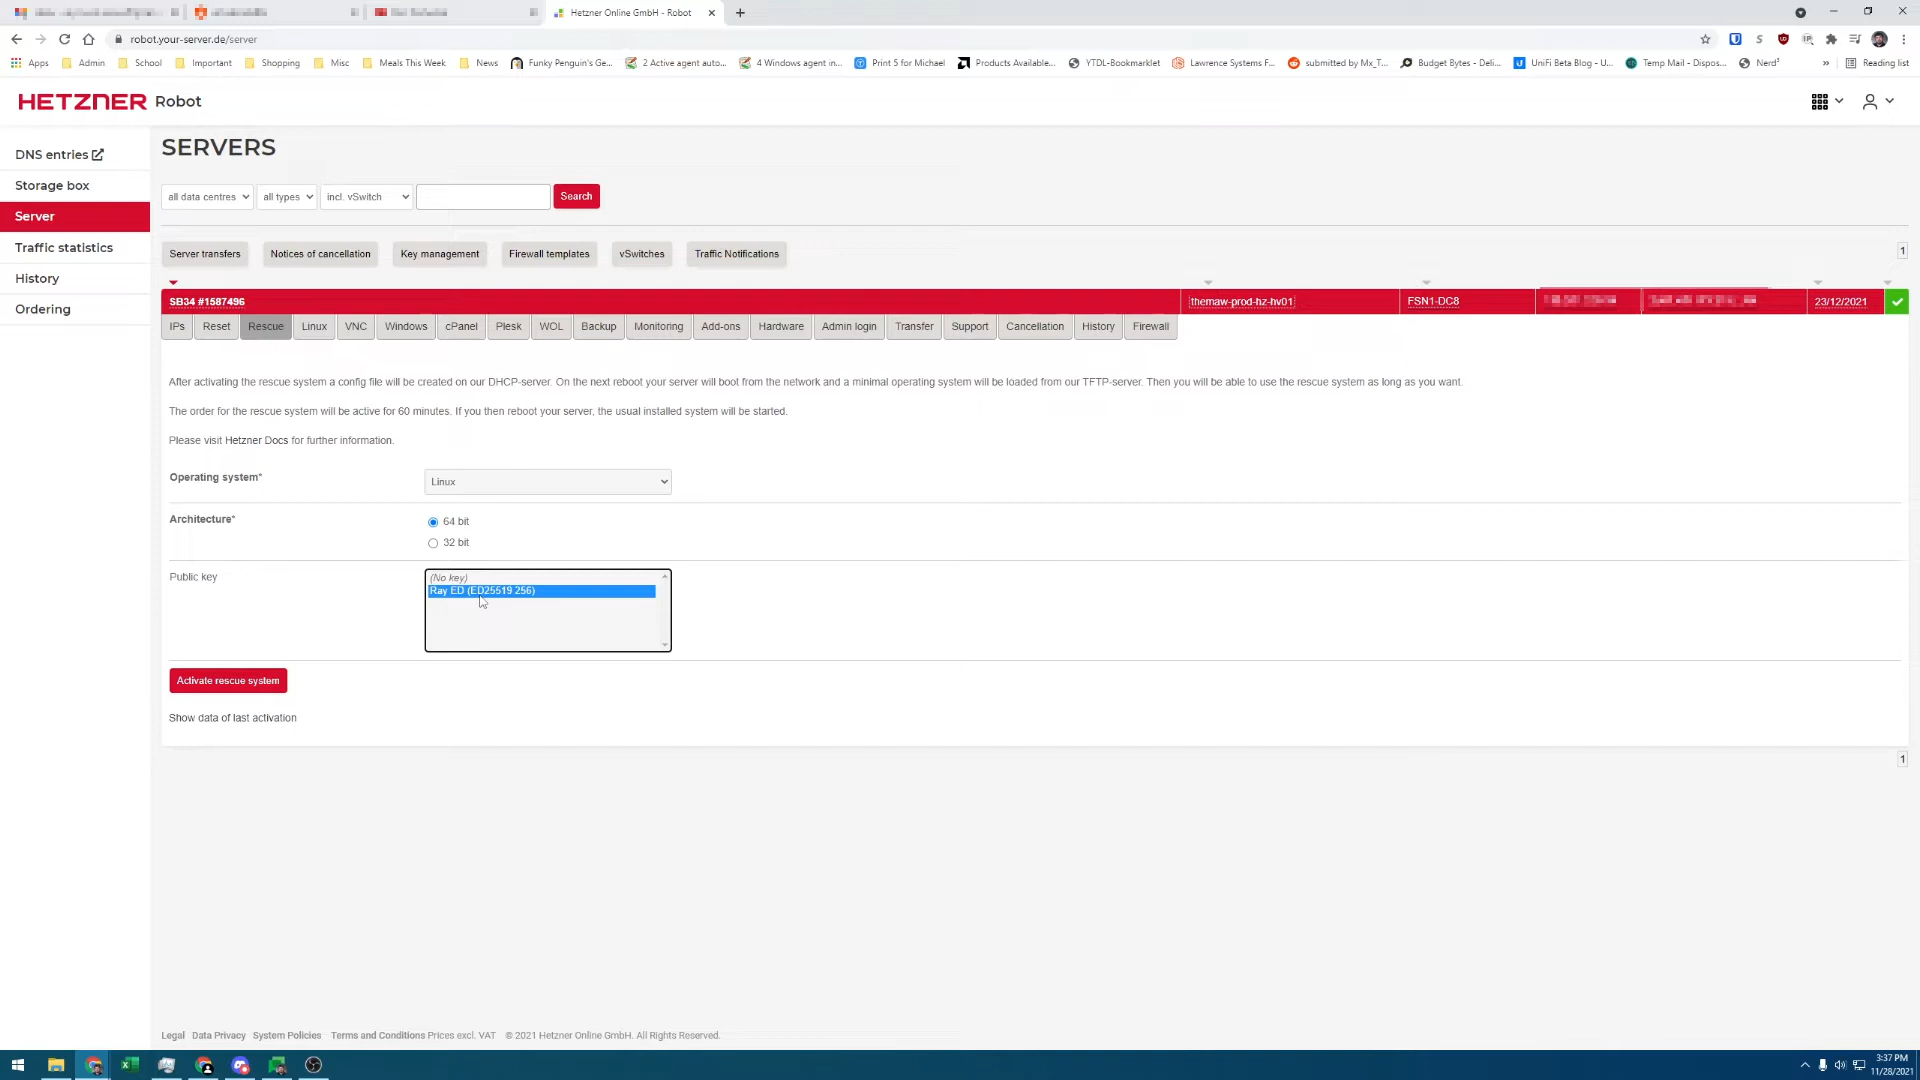 Hetzner Online GmbH - Robot
robot.your-server.de/server
Apps Admin School Important Shopping Misc Meals This Week News Funky Penguin's Ge... 2 Active agent auto... 4 Windows agent in... Print 5 for Michael Products Available... YTDL-Bookmarklet Lawrence Systems F... submitted by Mx_T... Budget Bytes - Deli... UniFi Beta Blog - U... Temp Mail - Dispos... Nerd³ » Reading list
HETZNER Robot
SERVERS
DNS entries
Storage box
Server
Traffic statistics
History
Ordering
all data centres all types incl. vSwitch Search
Server transfers Notices of cancellation Key management Firewall templates vSwitches Traffic Notifications 1
SB34 #1587496 themaw-prod-hz-hv01 FSN1-DC8 23/12/2021
IPs Reset Rescue Linux VNC Windows cPanel Plesk WOL Backup Monitoring Add-ons Hardware Admin login Transfer Support Cancellation History Firewall
After activating the rescue system a config file will be created on our DHCP-server. On the next reboot your server will boot from the network and a minimal operating system will be loaded from our TFTP-server. Then you will be able to use the rescue system as long as you want.
The order for the rescue system will be active for 60 minutes. If you then reboot your server, the usual installed system will be started.
Please visit Hetzner Docs for further information.
Operating system* Linux
Architecture* 64 bit
32 bit
Public key (No key)
Ray ED (ED25519 256)
Activate rescue system
Show data of last activation
1
Legal Data Privacy System Policies Terms and Conditions Prices excl. VAT © 2021 Hetzner Online GmbH. All Rights Reserved.
3:37 PM
11/28/2021